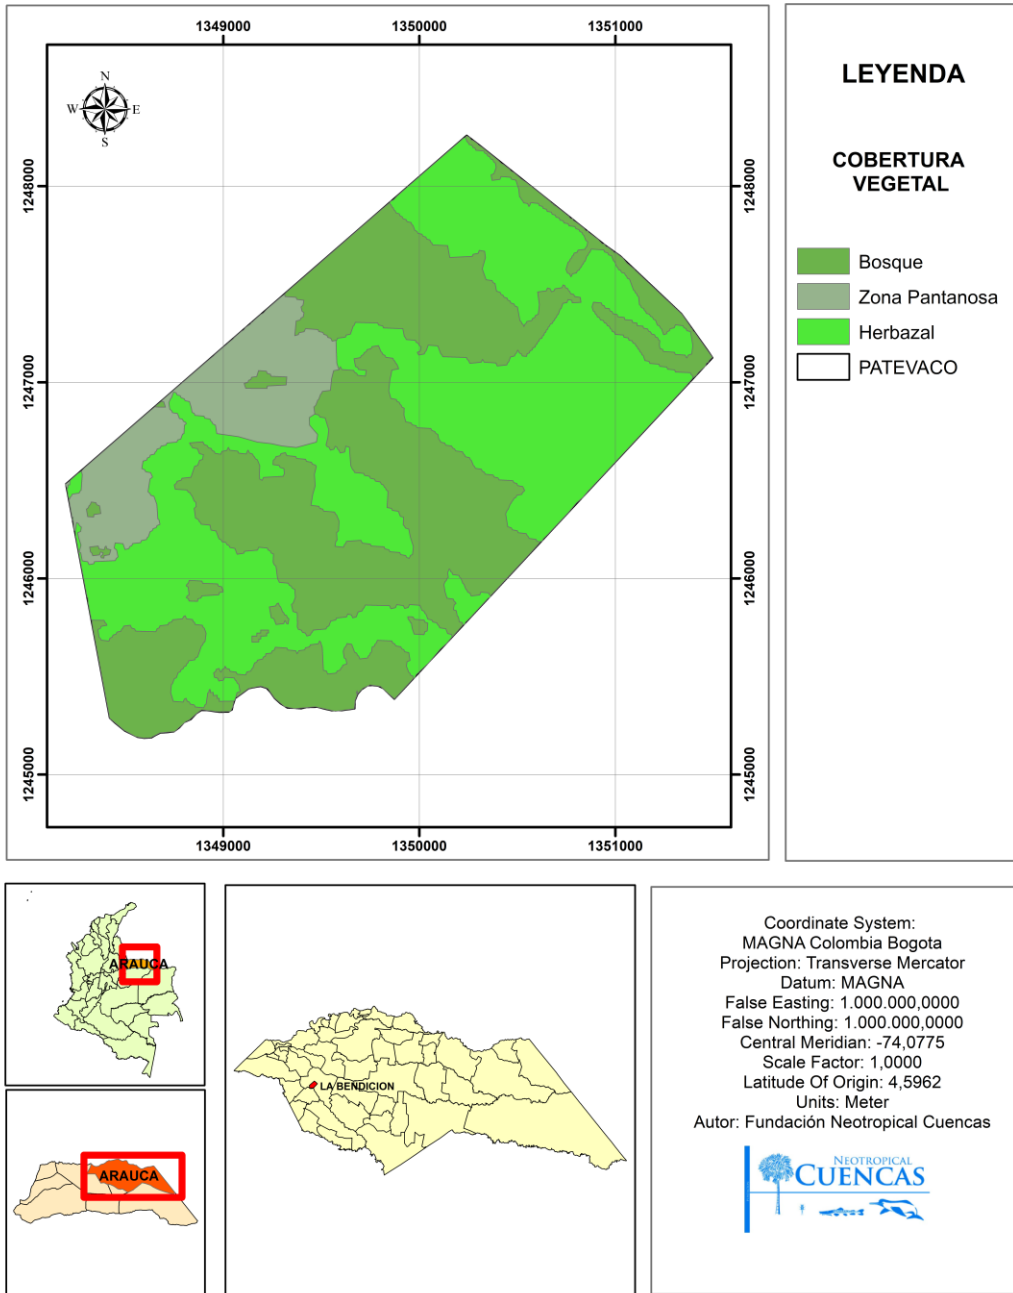 1349000
1350000
1351000
N
W
E
S
1248000
1248000
1247000
1247000
1246000
1246000
1245000
1245000
1349000
1350000
1351000
LEYENDA
COBERTURA
VEGETAL
Bosque
Zona Pantanosa
Herbazal
PATEVACO
ARAUCA
ARAUCA
LA BENDICION
Coordinate System:
MAGNA Colombia Bogota
Projection: Transverse Mercator
Datum: MAGNA
False Easting: 1.000.000,0000
False Northing: 1.000.000,0000
Central Meridian: -74,0775
Scale Factor: 1,0000
Latitude Of Origin: 4,5962
Units: Meter
Autor: Fundación Neotropical Cuencas
NEOTROPICAL
CUENCAS